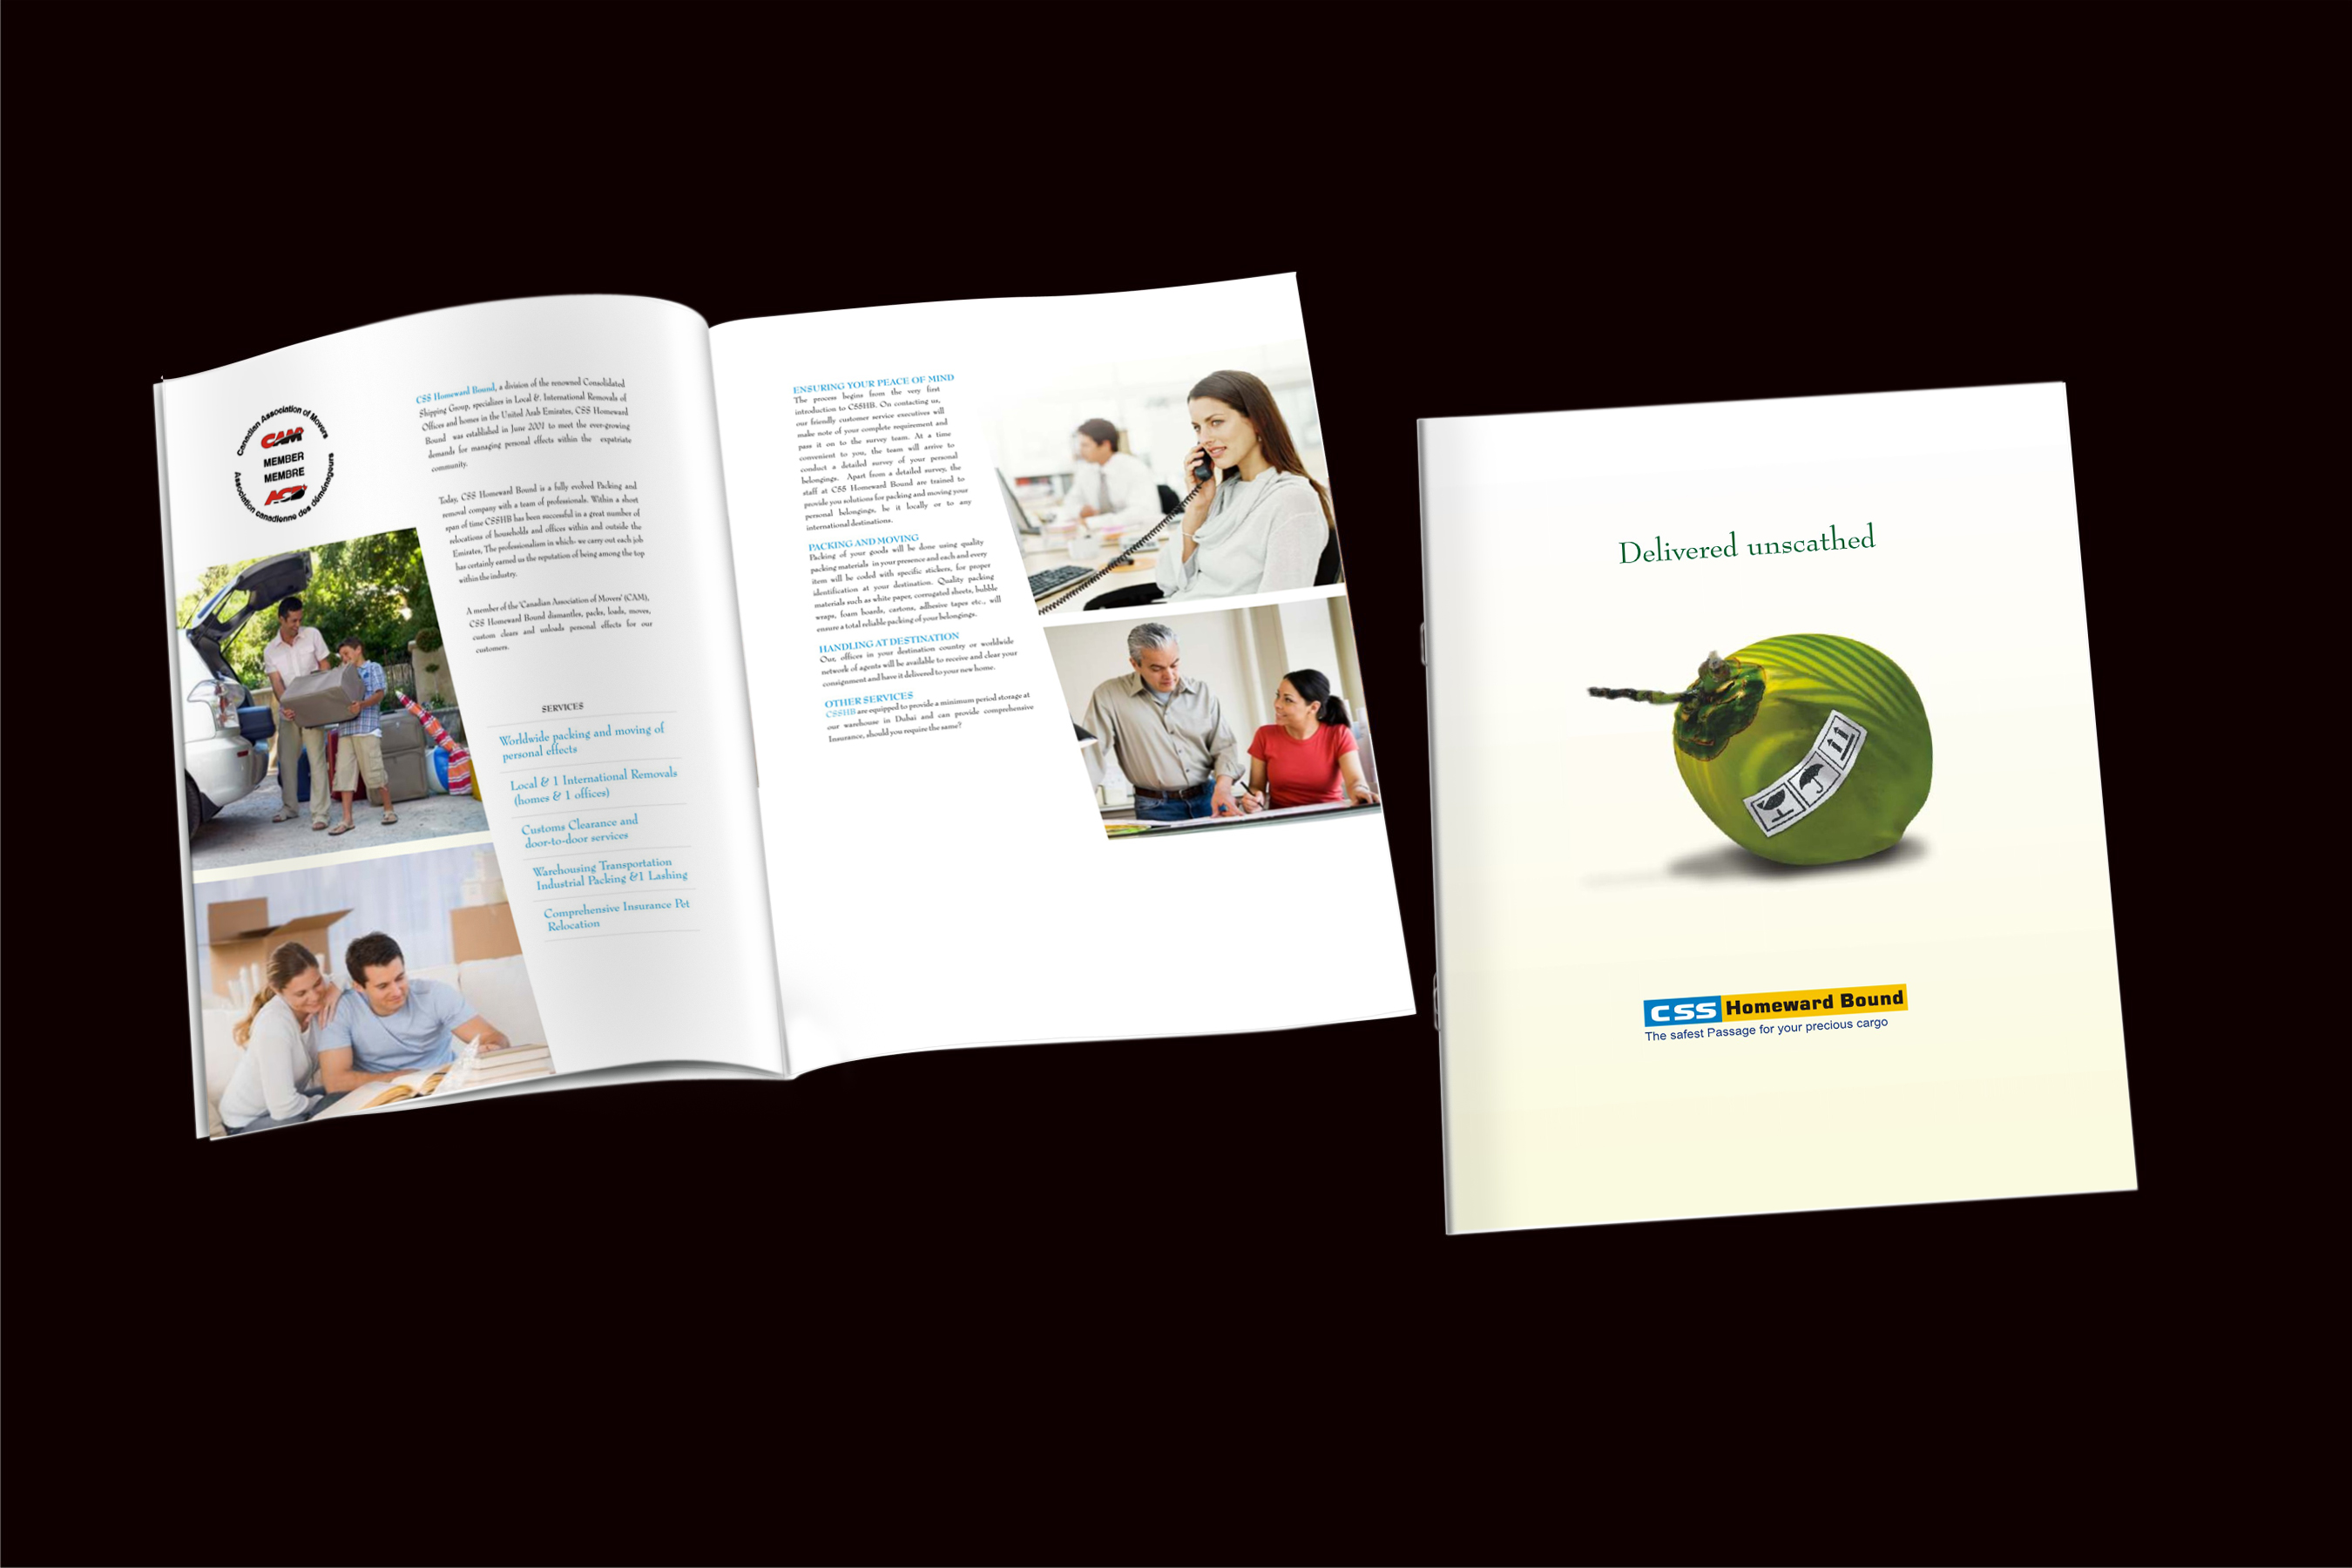 Canadian Association of Movers
CAM
MEMBER
MEMBRE
ACD
Association canadienne des déménageurs
CSS Homeward Bound, a division of the renowned Consolidated
Shipping Group, specializes in Local &. International Removals of
Offices and homes in the United Arab Emirates, CSS Homeward
Bound was established in June 2001 to meet the ever-growing
demands for managing personal effects within the expatriate
community.
Today, CSS Homeward Bound is a fully evolved Packing and
removal company with a team of professionals. Within a short
span of time CSSHB has been successful in a great number of
relocations of households and offices within and outside the
Emirates, The professionalism in which- we carry out each job
has certainly earned us the reputation of being among the top
within the industry.
A member of the 'Canadian Association of Movers' (CAM),
CSS Homeward Bound dismantles, packs, loads, moves,
custom clears and unloads personal effects for our
customers.
SERVICES
Worldwide packing and moving of
personal effects
Local & 1 International Removals
(homes & 1 offices)
Customs Clearance and
door-to-door services
Warehousing Transportation
Industrial Packing &1 Lashing
Comprehensive Insurance Pet
Relocation
ENSURING YOUR PEACE OF MIND
The process begins from the very first
introduction to CSSHB. On contacting us,
our friendly customer service executives will
make note of your complete requirement and
pass it on to the survey team. At a time
convenient to you, the team will arrive to
conduct a detailed survey of your personal
belongings. Apart from a detailed survey, the
staff at CSS Homeward Bound are trained to
provide you solutions for packing and moving your
personal belongings, be it locally or to any
international destinations.
PACKING AND MOVING
Packing of your goods will be done using quality
packing materials in your presence and each and every
item will be coded with specific stickers, for proper
identification at your destination. Quality packing
materials such as white paper, corrugated sheets, bubble
wraps, foam boards, cartons, adhesive tapes etc., will
ensure a total reliable packing of your belongings.
HANDLING AT DESTINATION
Our, offices in your destination country or worldwide
network of agents will be available to receive and clear your
consignment and have it delivered to your new home.
OTHER SERVICES
CSSHB are equipped to provide a minimum period storage at
our warehouse in Dubai and can provide comprehensive
Insurance, should you require the same?
Delivered unscathed
CSS Homeward Bound
The safest Passage for your precious cargo